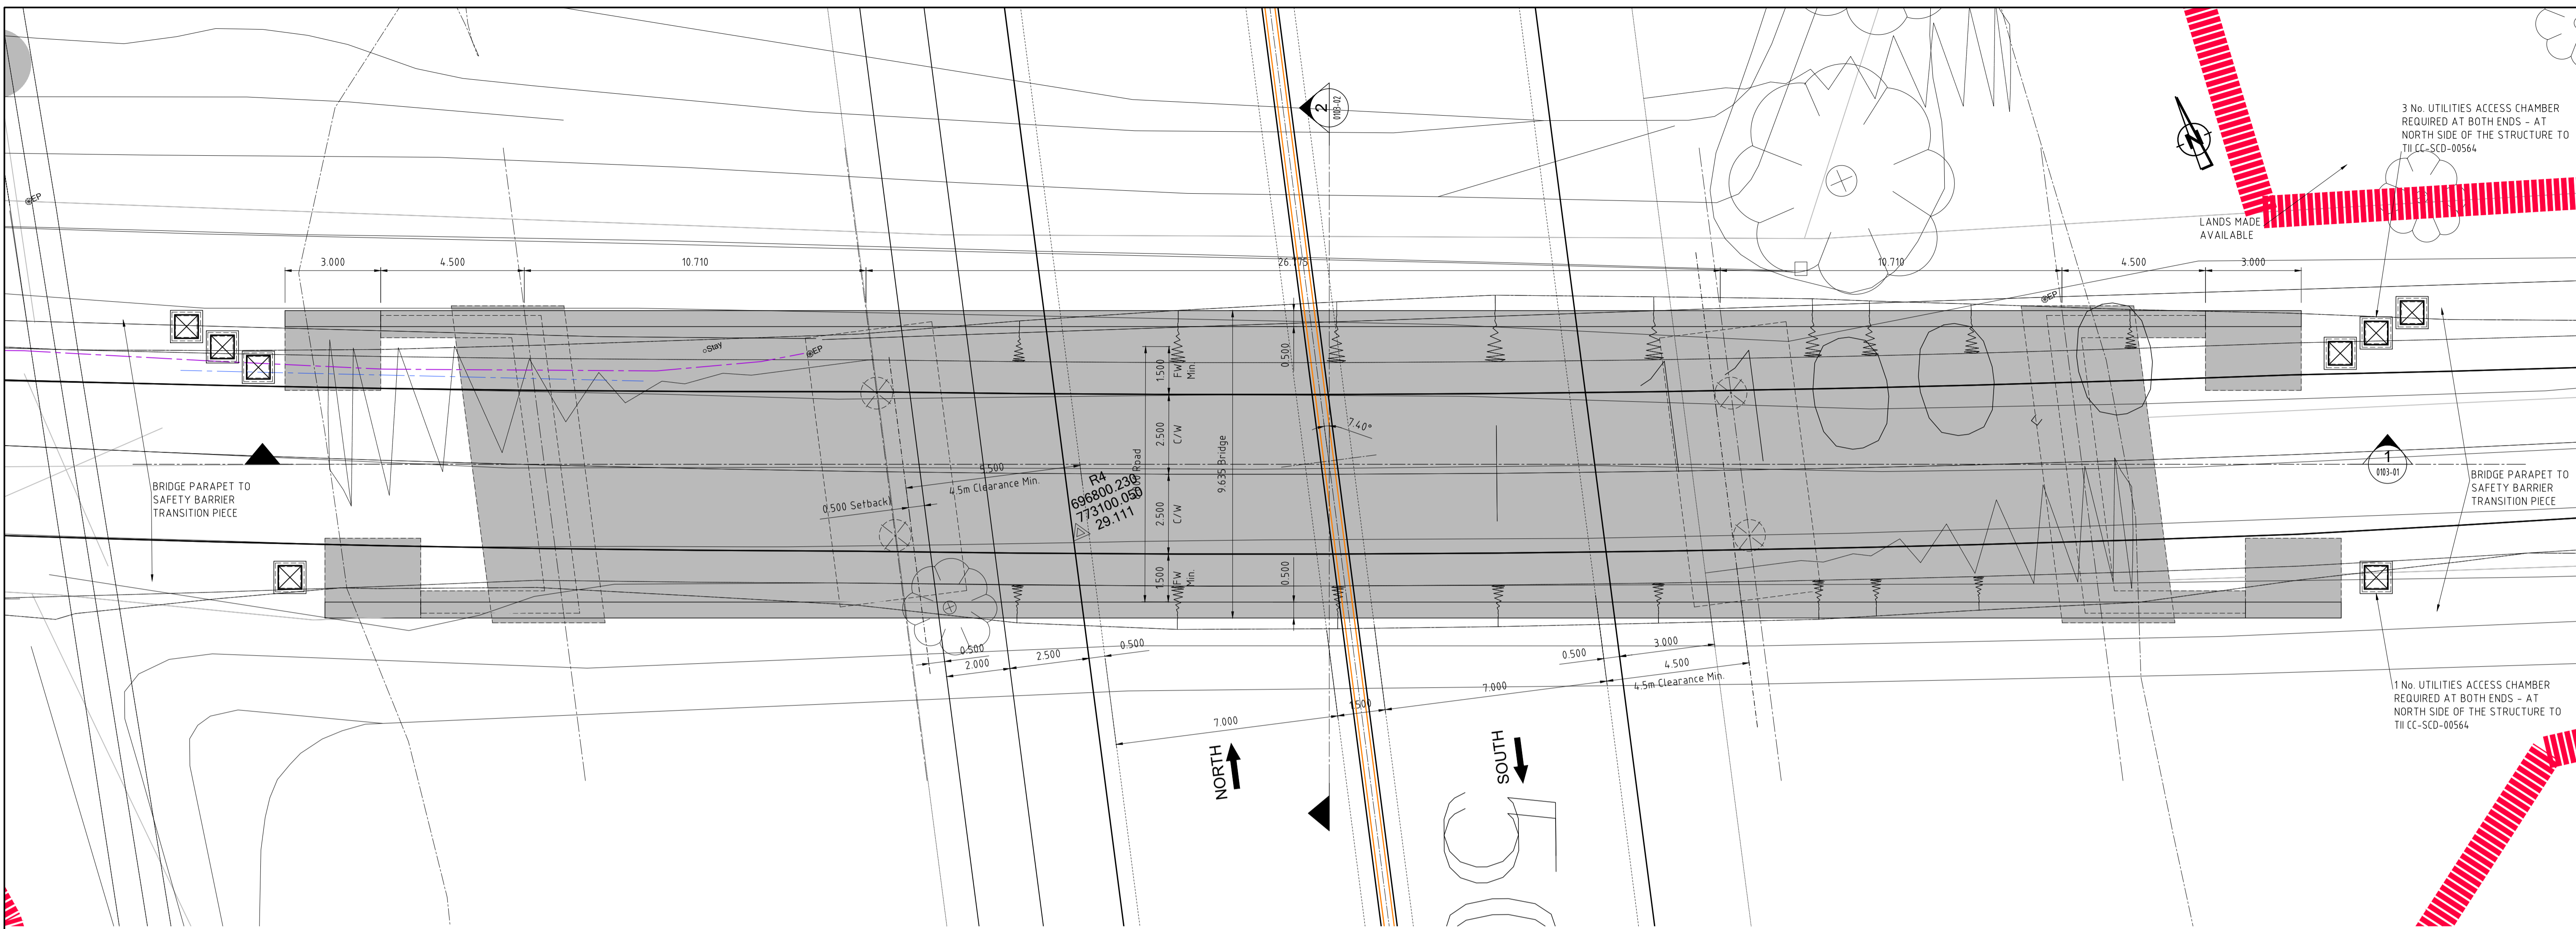 2
0103-02
N
3 No. UTILITIES ACCESS CHAMBER
REQUIRED AT BOTH ENDS - AT
NORTH SIDE OF THE STRUCTURE TO
TII CC-SCD-00564
LANDS MADE
AVAILABLE
EP
3.000
4.500
10.710
10.710
4.500
3.000
EP
Stay
EP
1.500
FW
Min.
0.500
2.500
C/W
7.40°
9.635 Bridge
Road
5.500
4.5m Clearance Min.
R4
696800.230
773100.050
29.111
0.500 Setback
2.500
C/W
1.500
FW
Min.
0.500
BRIDGE PARAPET TO
SAFETY BARRIER
TRANSITION PIECE
1
0103-01
BRIDGE PARAPET TO
SAFETY BARRIER
TRANSITION PIECE
0.500
2.000
2.500
0.500
0.500
3.000
4.500
4.5m Clearance Min.
7.000
1.500
7.000
NORTH
SOUTH
1 No. UTILITIES ACCESS CHAMBER
REQUIRED AT BOTH ENDS - AT
NORTH SIDE OF THE STRUCTURE TO
TII CC-SCD-00564